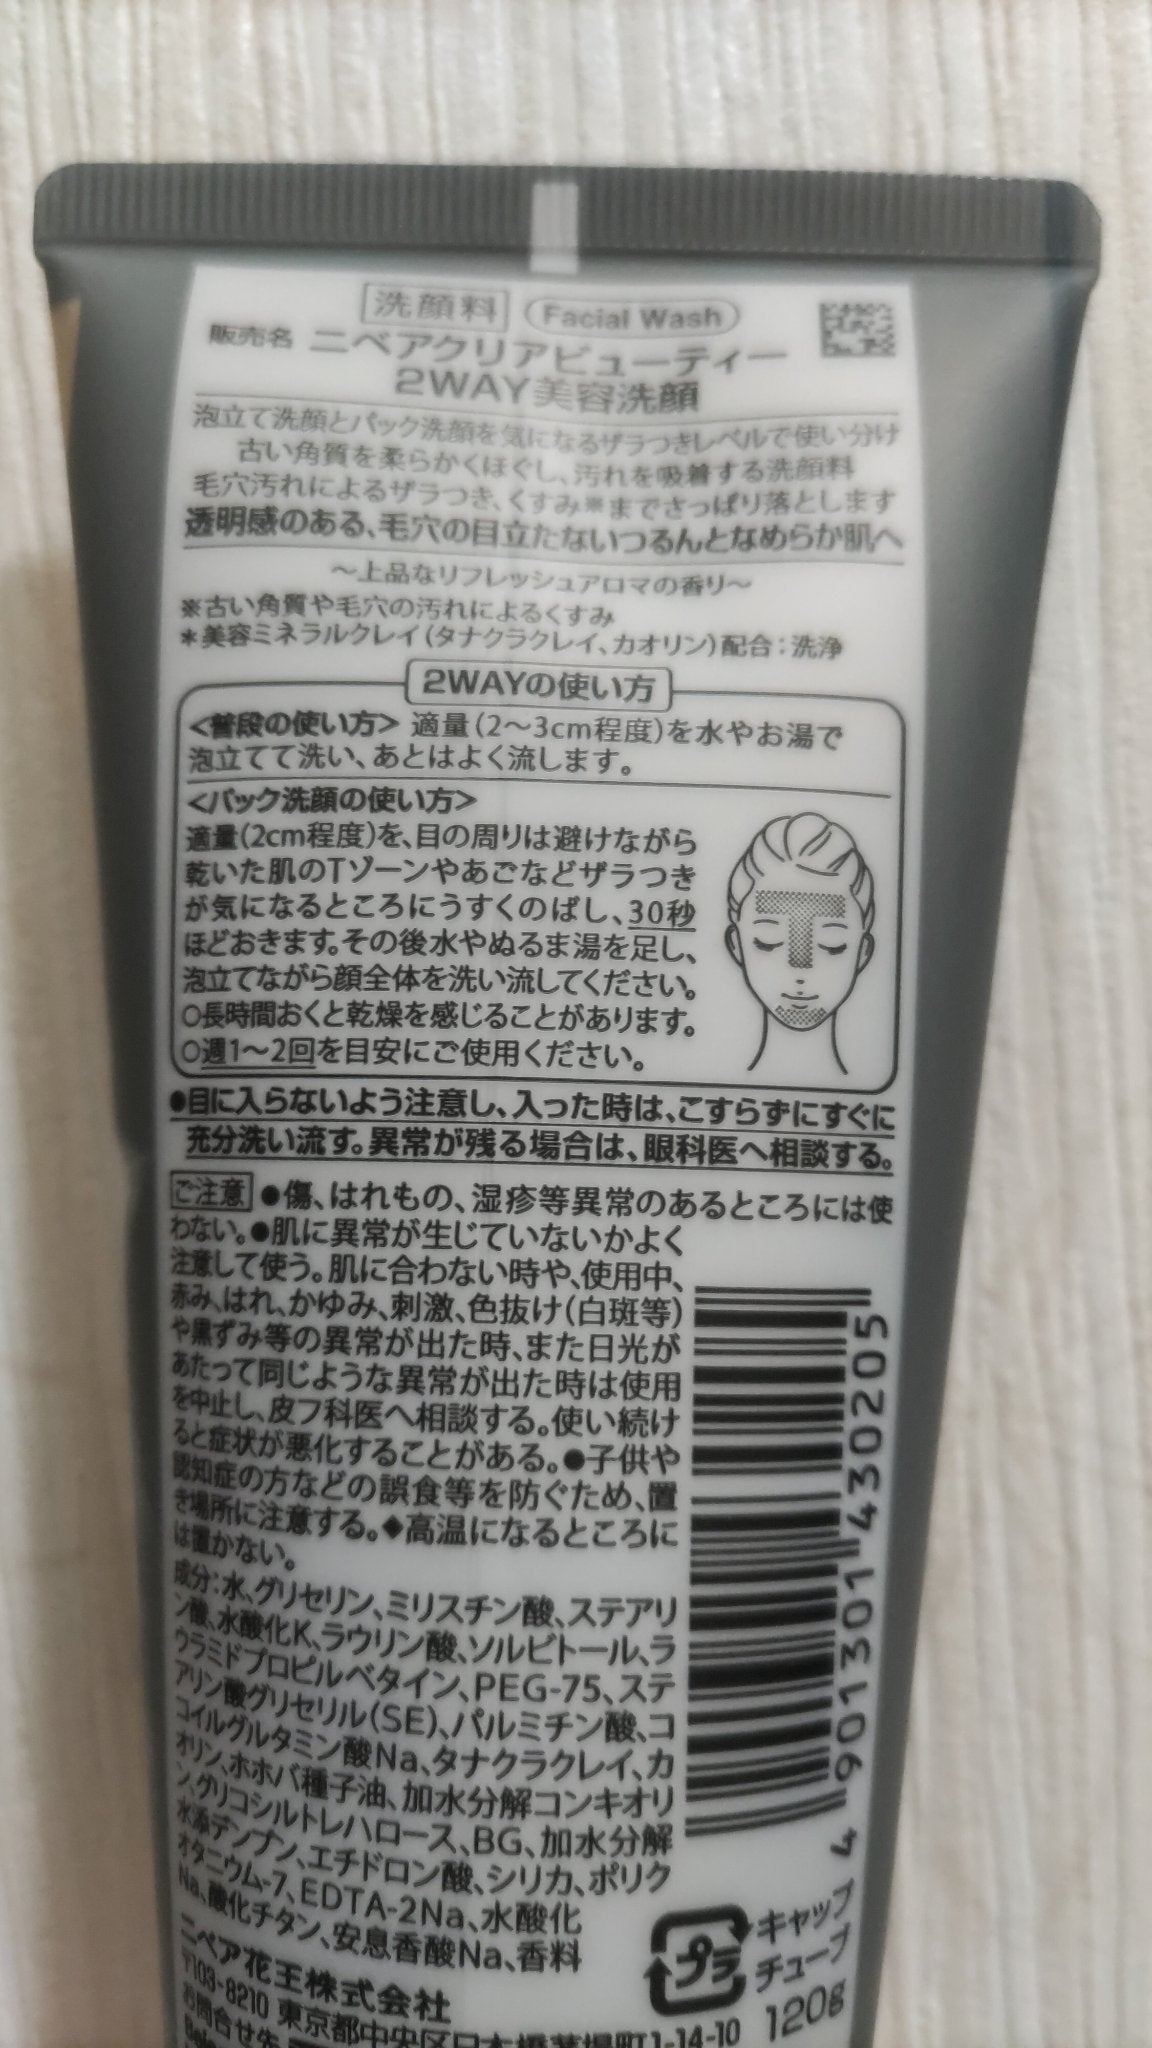 洗顔料 Facial Wash
販売名 ニベアクリアビューティー
2WAY美容洗顔
泡立て洗顔とパック洗顔を気になるザラつきレベルで使い分け
古い角質を柔らかくほぐし、汚れを吸着する洗顔料
毛穴汚れによるザラつき、くすみ※までさっぱり落とします
透明感のある、毛穴の目立たないつるんとなめらか肌へ
～上品なリフレッシュアロマの香り～
※古い角質や毛穴の汚れによるくすみ
＊美容ミネラルクレイ(タナクラクレイ、カオリン)配合：洗浄
2WAYの使い方
<普段の使い方> 適量(2～3cm程度)を水やお湯で
泡立てて洗い、あとはよく流します。
<パック洗顔の使い方>
適量(2cm程度)を、目の周りは避けながら
乾いた肌のTゾーンやあごなどザラつき
が気になるところにうすくのばし、30秒
ほどおきます。その後水やぬるま湯を足し、
泡立てながら顔全体を洗い流してください。
○長時間おくと乾燥を感じることがあります。
○週1～2回を目安にご使用ください。
●目に入らないよう注意し、入った時は、こすらずにすぐに
充分洗い流す。異常が残る場合は、眼科医へ相談する。
ご注意 ●傷、はれもの、湿疹等異常のあるところには使
わない。●肌に異常が生じていないかよく
注意して使う。肌に合わない時や、使用中、
赤み、はれ、かゆみ、刺激、色抜け(白斑等)
や黒ずみ等の異常が出た時、また日光が
あたって同じような異常が出た時は使用
を中止し、皮フ科医へ相談する。使い続け
ると症状が悪化することがある。●子供や
認知症の方などの誤食等を防ぐため、置
き場所に注意する。◆高温になるところに
は置かない。
成分：水、グリセリン、ミリスチン酸、ステアリ
ン酸、水酸化K、ラウリン酸、ソルビトール、ラ
ウラミドプロピルベタイン、PEG-75、ステ
アリン酸グリセリル(SE)、パルミチン酸、コ
コイルグルタミン酸Na、タナクラクレイ、カ
オリン、ホホバ種子油、加水分解コンキオリ
ン、グリコシルトレハロース、BG、加水分解
水添デンプン、エチドロン酸、シリカ、ポリク
オタニウム-7、EDTA-2Na、水酸化
Na、酸化チタン、安息香酸Na、香料
4 901301 430205
ニベア花王株式会社
〒103-8210 東京都中央区日本橋茅場町1-14-10
お問合せ先
プラ
キャップ
チューブ
120g